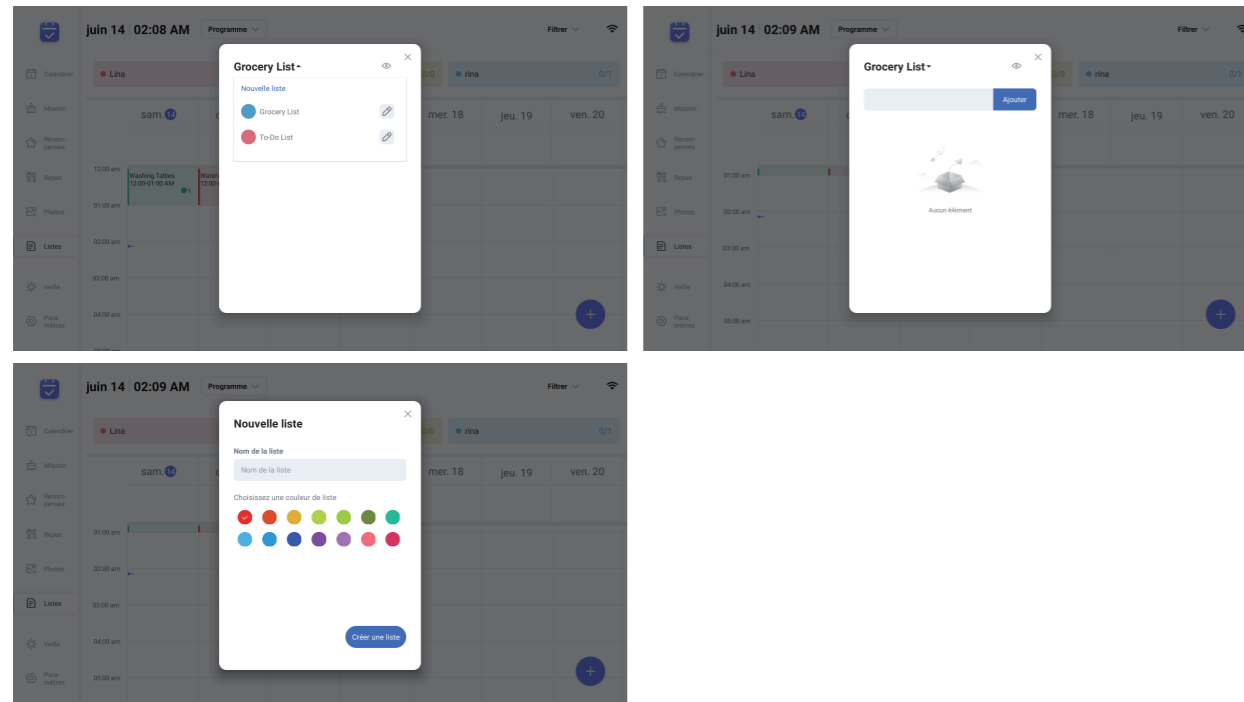 juin 14 02:08 AM Programme Filtrer
Calendrier
Mission
Récom-
penses
Repas
Photos
Listes
Veille
Para-
mètres
Lina
0/0
rina 0/1
sam. 14
mer. 18 jeu. 19 ven. 20
12:00 am
Washing Tables
12:00-01:00 AM
1
01:00 am
02:00 am
03:00 am
04:00 am
Grocery List
Nouvelle liste
Grocery List
To-Do List
juin 14 02:09 AM Programme Filtrer
Calendrier
Mission
Récom-
penses
Repas
Photos
Listes
Veille
Para-
mètres
Lina
0/0
rina 0/1
sam. 14
mer. 18 jeu. 19 ven. 20
01:00 am
02:00 am
03:00 am
04:00 am
05:00 am
Grocery List
Ajouter
Aucun élément
juin 14 02:09 AM Programme Filtrer
Calendrier
Mission
Récom-
penses
Repas
Photos
Listes
Veille
Para-
mètres
Lina
0/0
rina 0/1
sam. 14
mer. 18 jeu. 19 ven. 20
01:00 am
02:00 am
03:00 am
04:00 am
05:00 am
Nouvelle liste
Nom de la liste
Nom de la liste
Choisissez une couleur de liste
Créer une liste